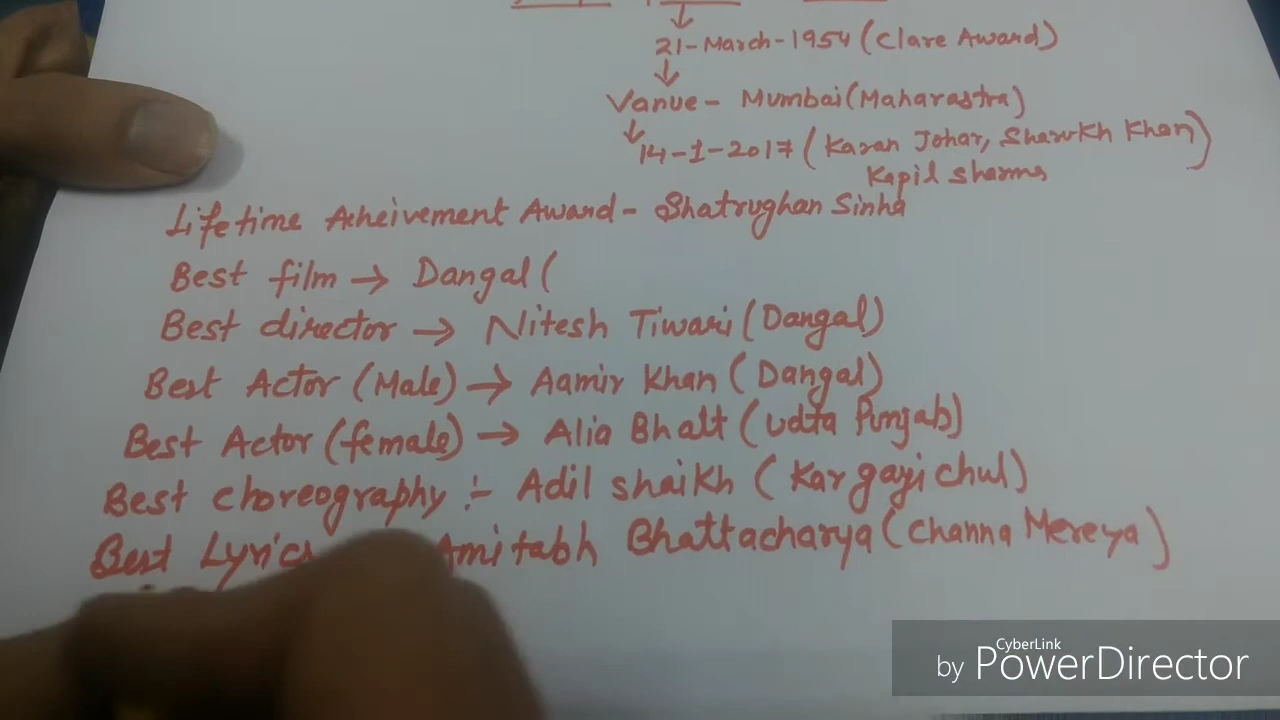 21-March-1954 (Clare Award)
Vanue - Mumbai (Maharastra)
14-1-2017 (Karan Johar, Sharukh Khan)
Kapil Sharma
Lifetime Acheivement Award - Shatrughan Sinha
Best film → Dangal (
Best director → Nitesh Tiwari (Dangal)
Best Actor (Male) → Aamir Khan (Dangal)
Best Actor (female) → Alia Bhatt (Udta Punjab)
Best choreography :- Adil Shaikh (Kar gayi chul)
Best Lyrics Amitabh Bhattacharya (Channa Mereya)
CyberLink
by PowerDirector